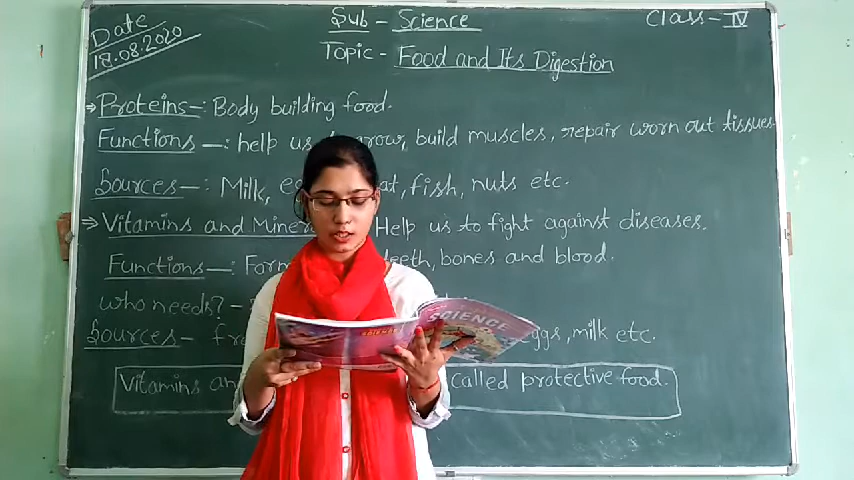 Date
18.08.2020
Sub - Science
Class - IV
Topic - Food and Its Digestion
Proteins -: Body building food.
Functions -: help us grow, build muscles, repair worn out tissues.
Sources -: Milk, fish, nuts etc.
Vitamins and Help us to fight against diseases.
Functions -: bones and blood.
who needs? -
Sources - eggs, milk etc.
Vitamins called protective food.
SCIENCE
SCIENCE